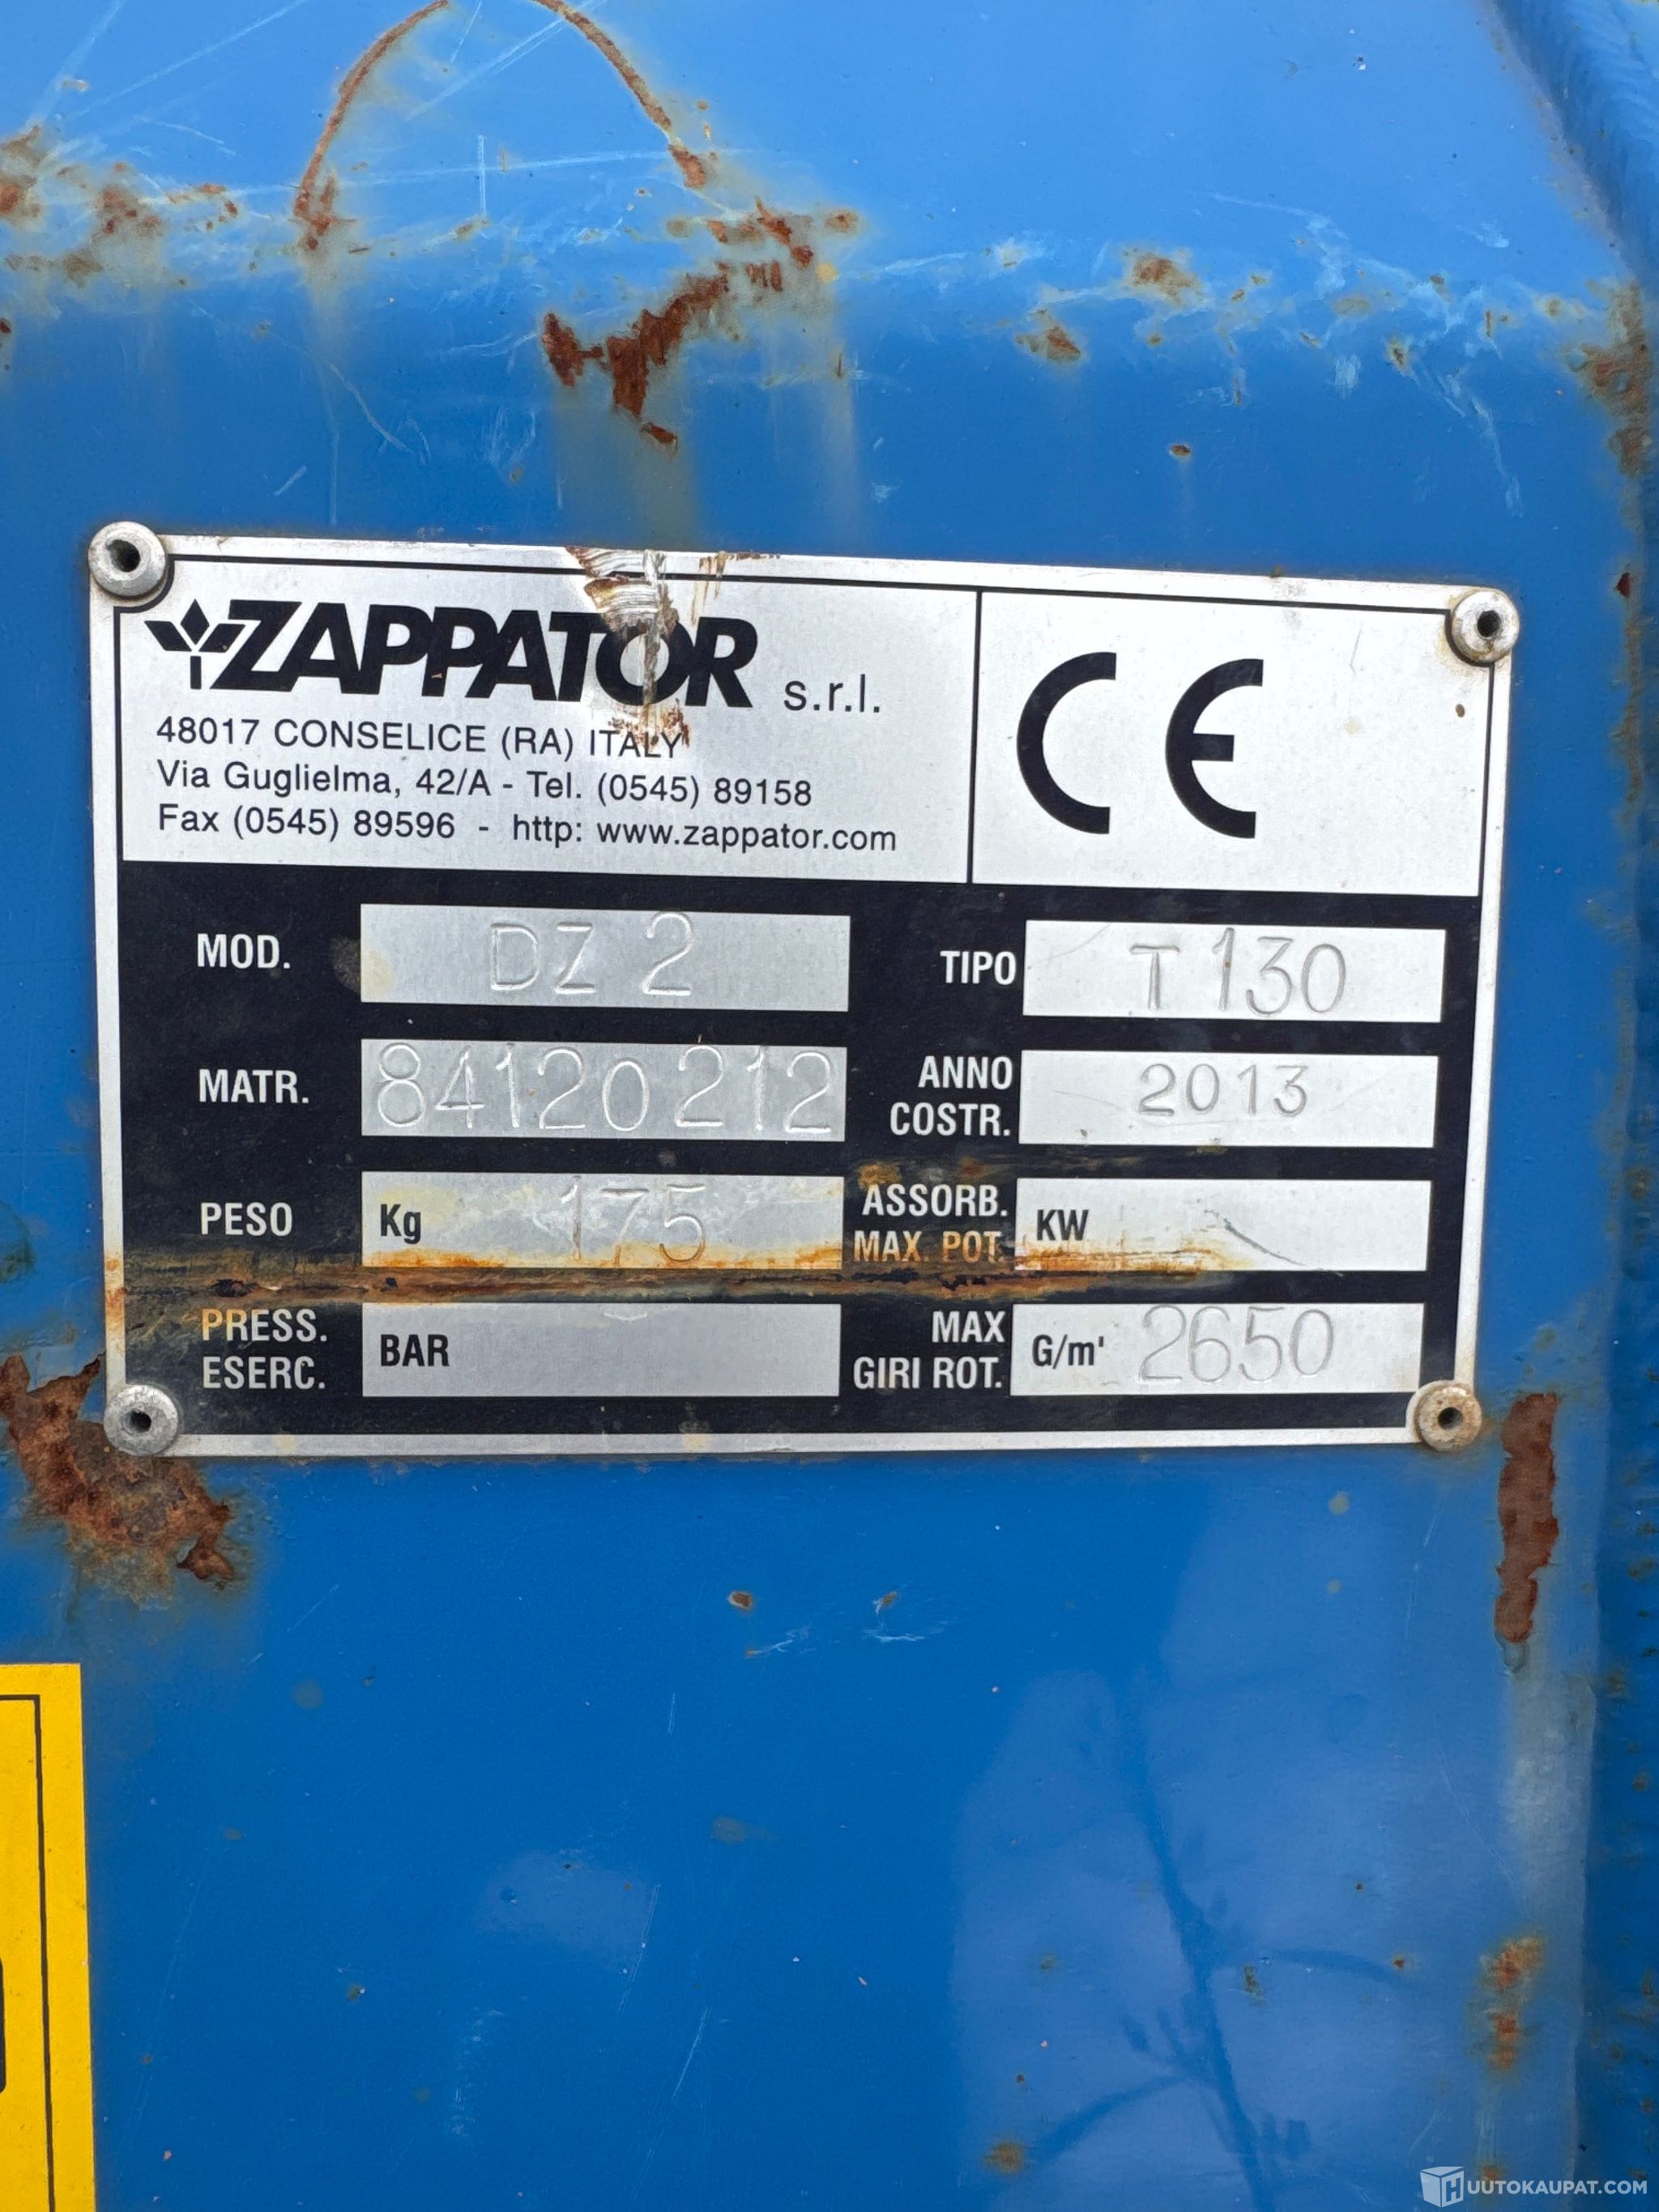 ZAPPATOR s.r.l.
48017 CONSELICE (RA) ITALY
Via Guglielma, 42/A - Tel. (0545) 89158
Fax (0545) 89596 - http: www.zappator.com
CE
MOD. DZ 2 TIPO T 130
MATR. 84120212 ANNO COSTR. 2013
PESO Kg 175 ASSORB. MAX. POT. KW
PRESS. ESERC. BAR MAX GIRI ROT. G/m' 2650
HUUTOKAUPAT.COM